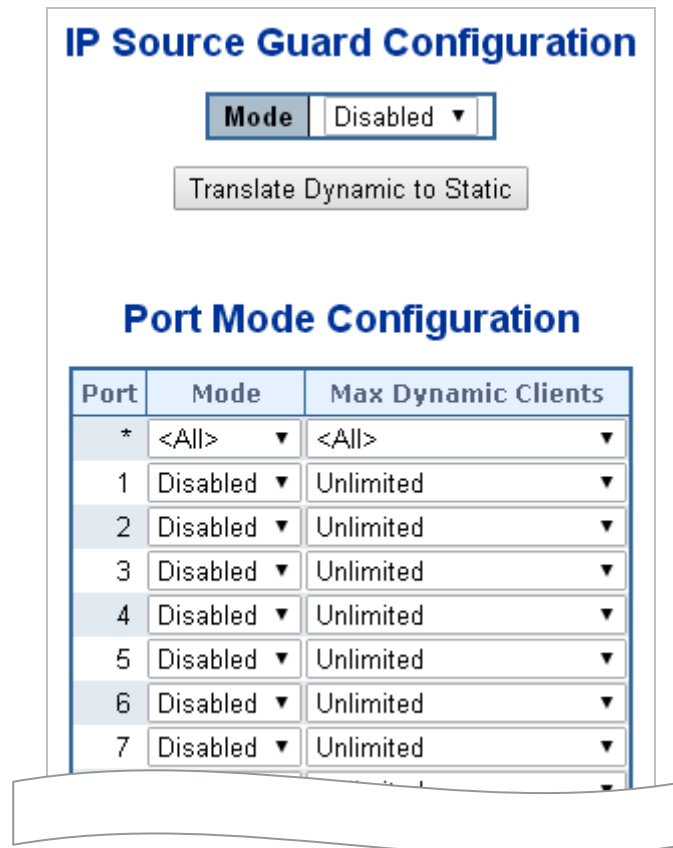 IP Source Guard Configuration
Mode Disabled
Translate Dynamic to Static
Port Mode Configuration
Port Mode Max Dynamic Clients
* <All> <All>
1 Disabled Unlimited
2 Disabled Unlimited
3 Disabled Unlimited
4 Disabled Unlimited
5 Disabled Unlimited
6 Disabled Unlimited
7 Disabled Unlimited